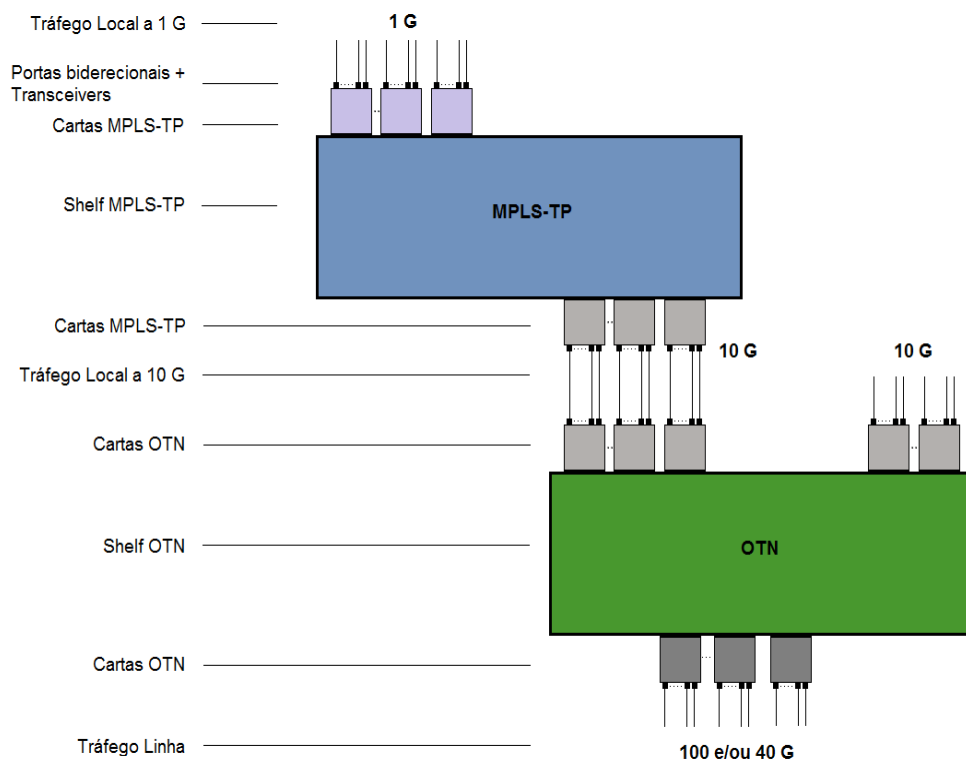 Tráfego Local a 1 G
1 G
Portas biderecionais +
Transceivers
Cartas MPLS-TP
Shelf MPLS-TP
MPLS-TP
Cartas MPLS-TP
10 G
10 G
Tráfego Local a 10 G
Cartas OTN
Shelf OTN
OTN
Cartas OTN
Tráfego Linha
100 e/ou 40 G